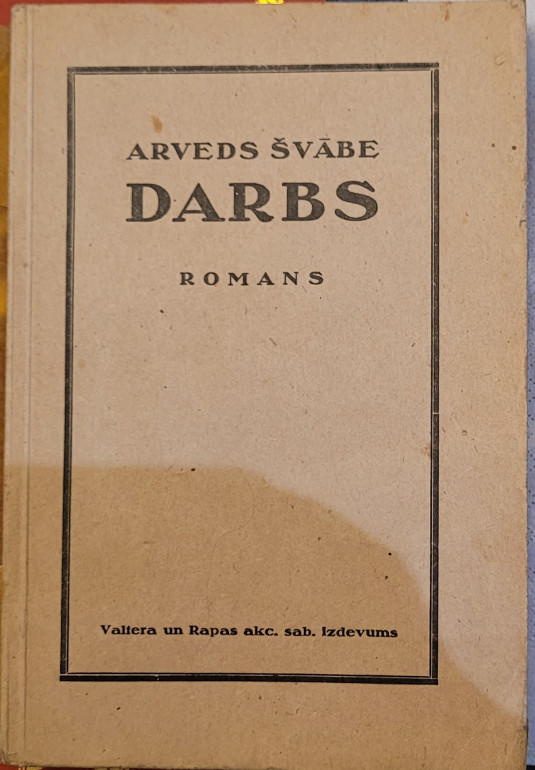 ARVEDS ŠVĀBE
DARBS
ROMANS
Valtera un Rapas akc. sab. izdevums